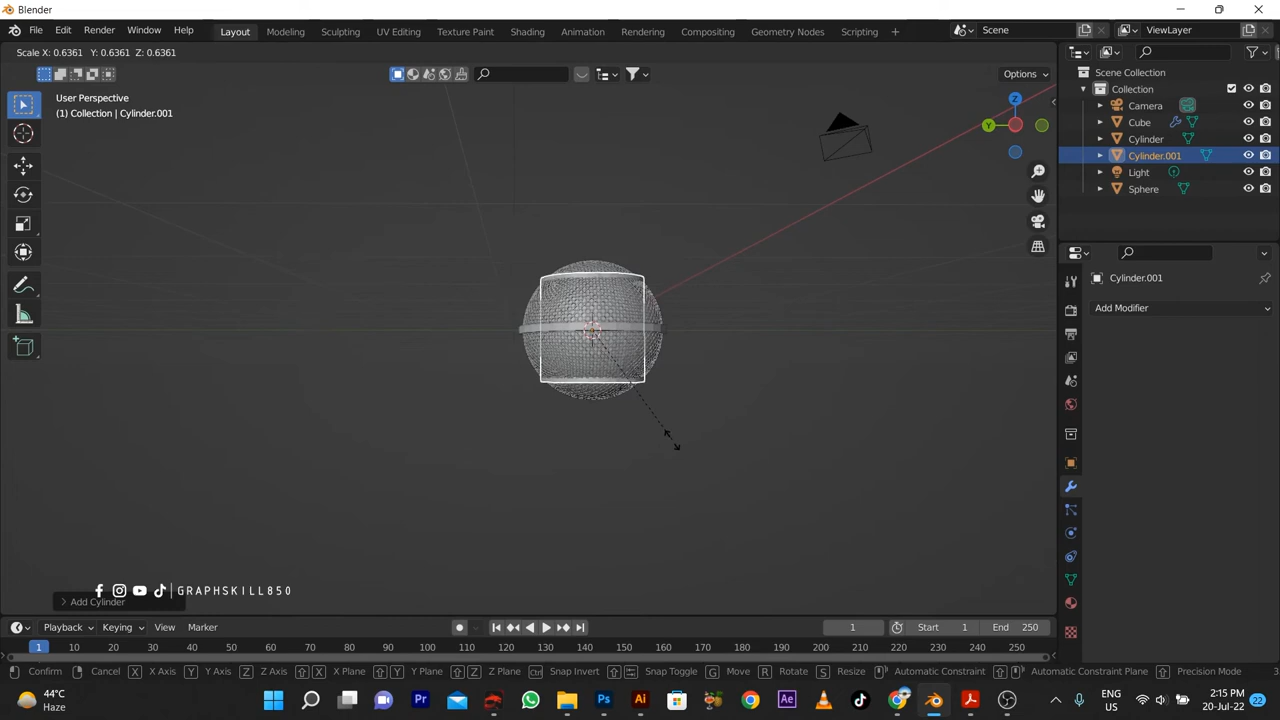 Blender
File Edit Render Window Help Layout Modeling Sculpting UV Editing Texture Paint Shading Animation Rendering Compositing Geometry Nodes Scripting + Scene ViewLayer
Scale X: 0.6361 Y: 0.6361 Z: 0.6361
Options
User Perspective
(1) Collection | Cylinder.001
Z
Y
Scene Collection
Collection
Camera
Cube
Cylinder
Cylinder.001
Light
Sphere
Cylinder.001
Add Modifier
GRAPHSKILL850
Add Cylinder
Playback Keying View Marker 1 Start 1 End 250
1 10 20 30 40 50 60 70 80 90 100 110 120 130 140 150 160 170 180 190 200 210 220 230 240 250
Confirm Cancel X X Axis Y Y Axis Z Z Axis X X Plane Y Y Plane Z Z Plane Ctrl Snap Invert Snap Toggle G Move R Rotate S Resize Automatic Constraint Automatic Constraint Plane Precision Mode
44°C
Haze
Pr Ps Ai Ae
ENG
US
2:15 PM
20-Jul-22
22